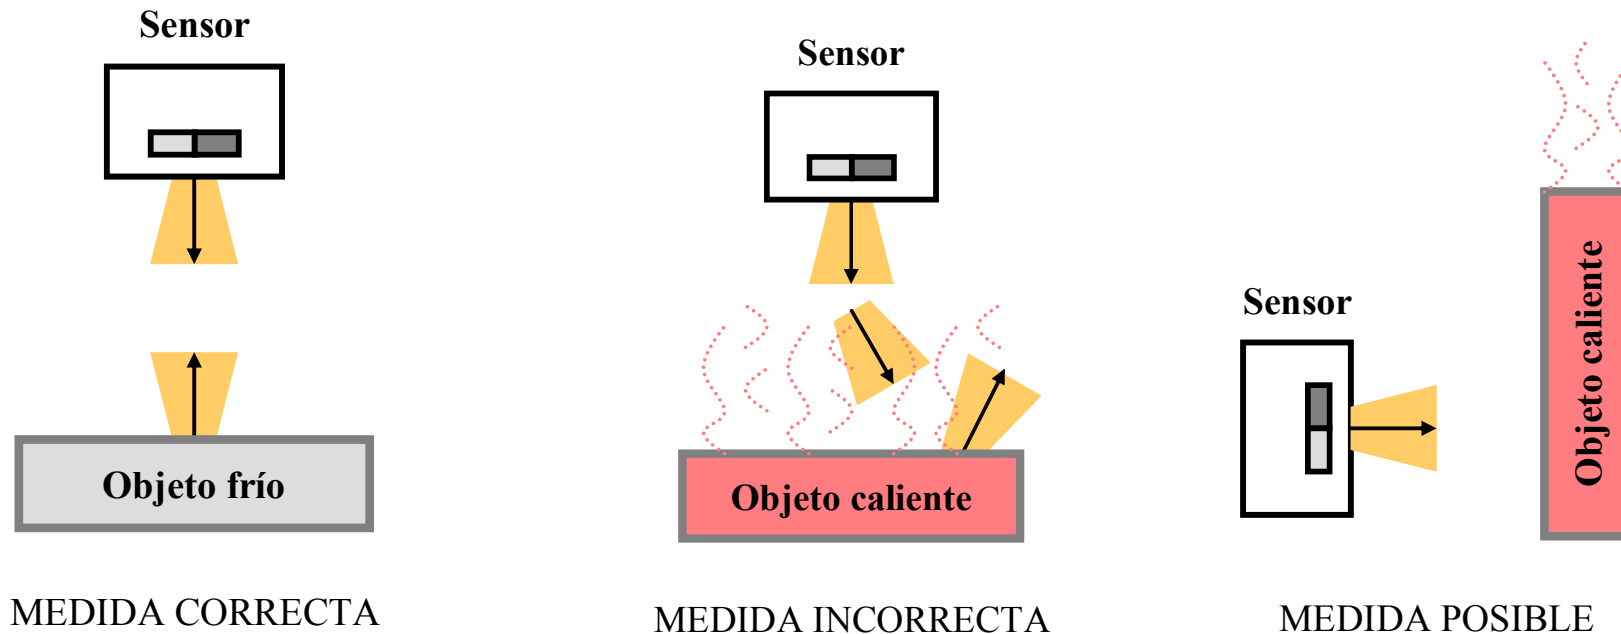 Sensor
Objeto frío
MEDIDA CORRECTA
Sensor
Objeto caliente
MEDIDA INCORRECTA
Sensor
Objeto caliente
MEDIDA POSIBLE